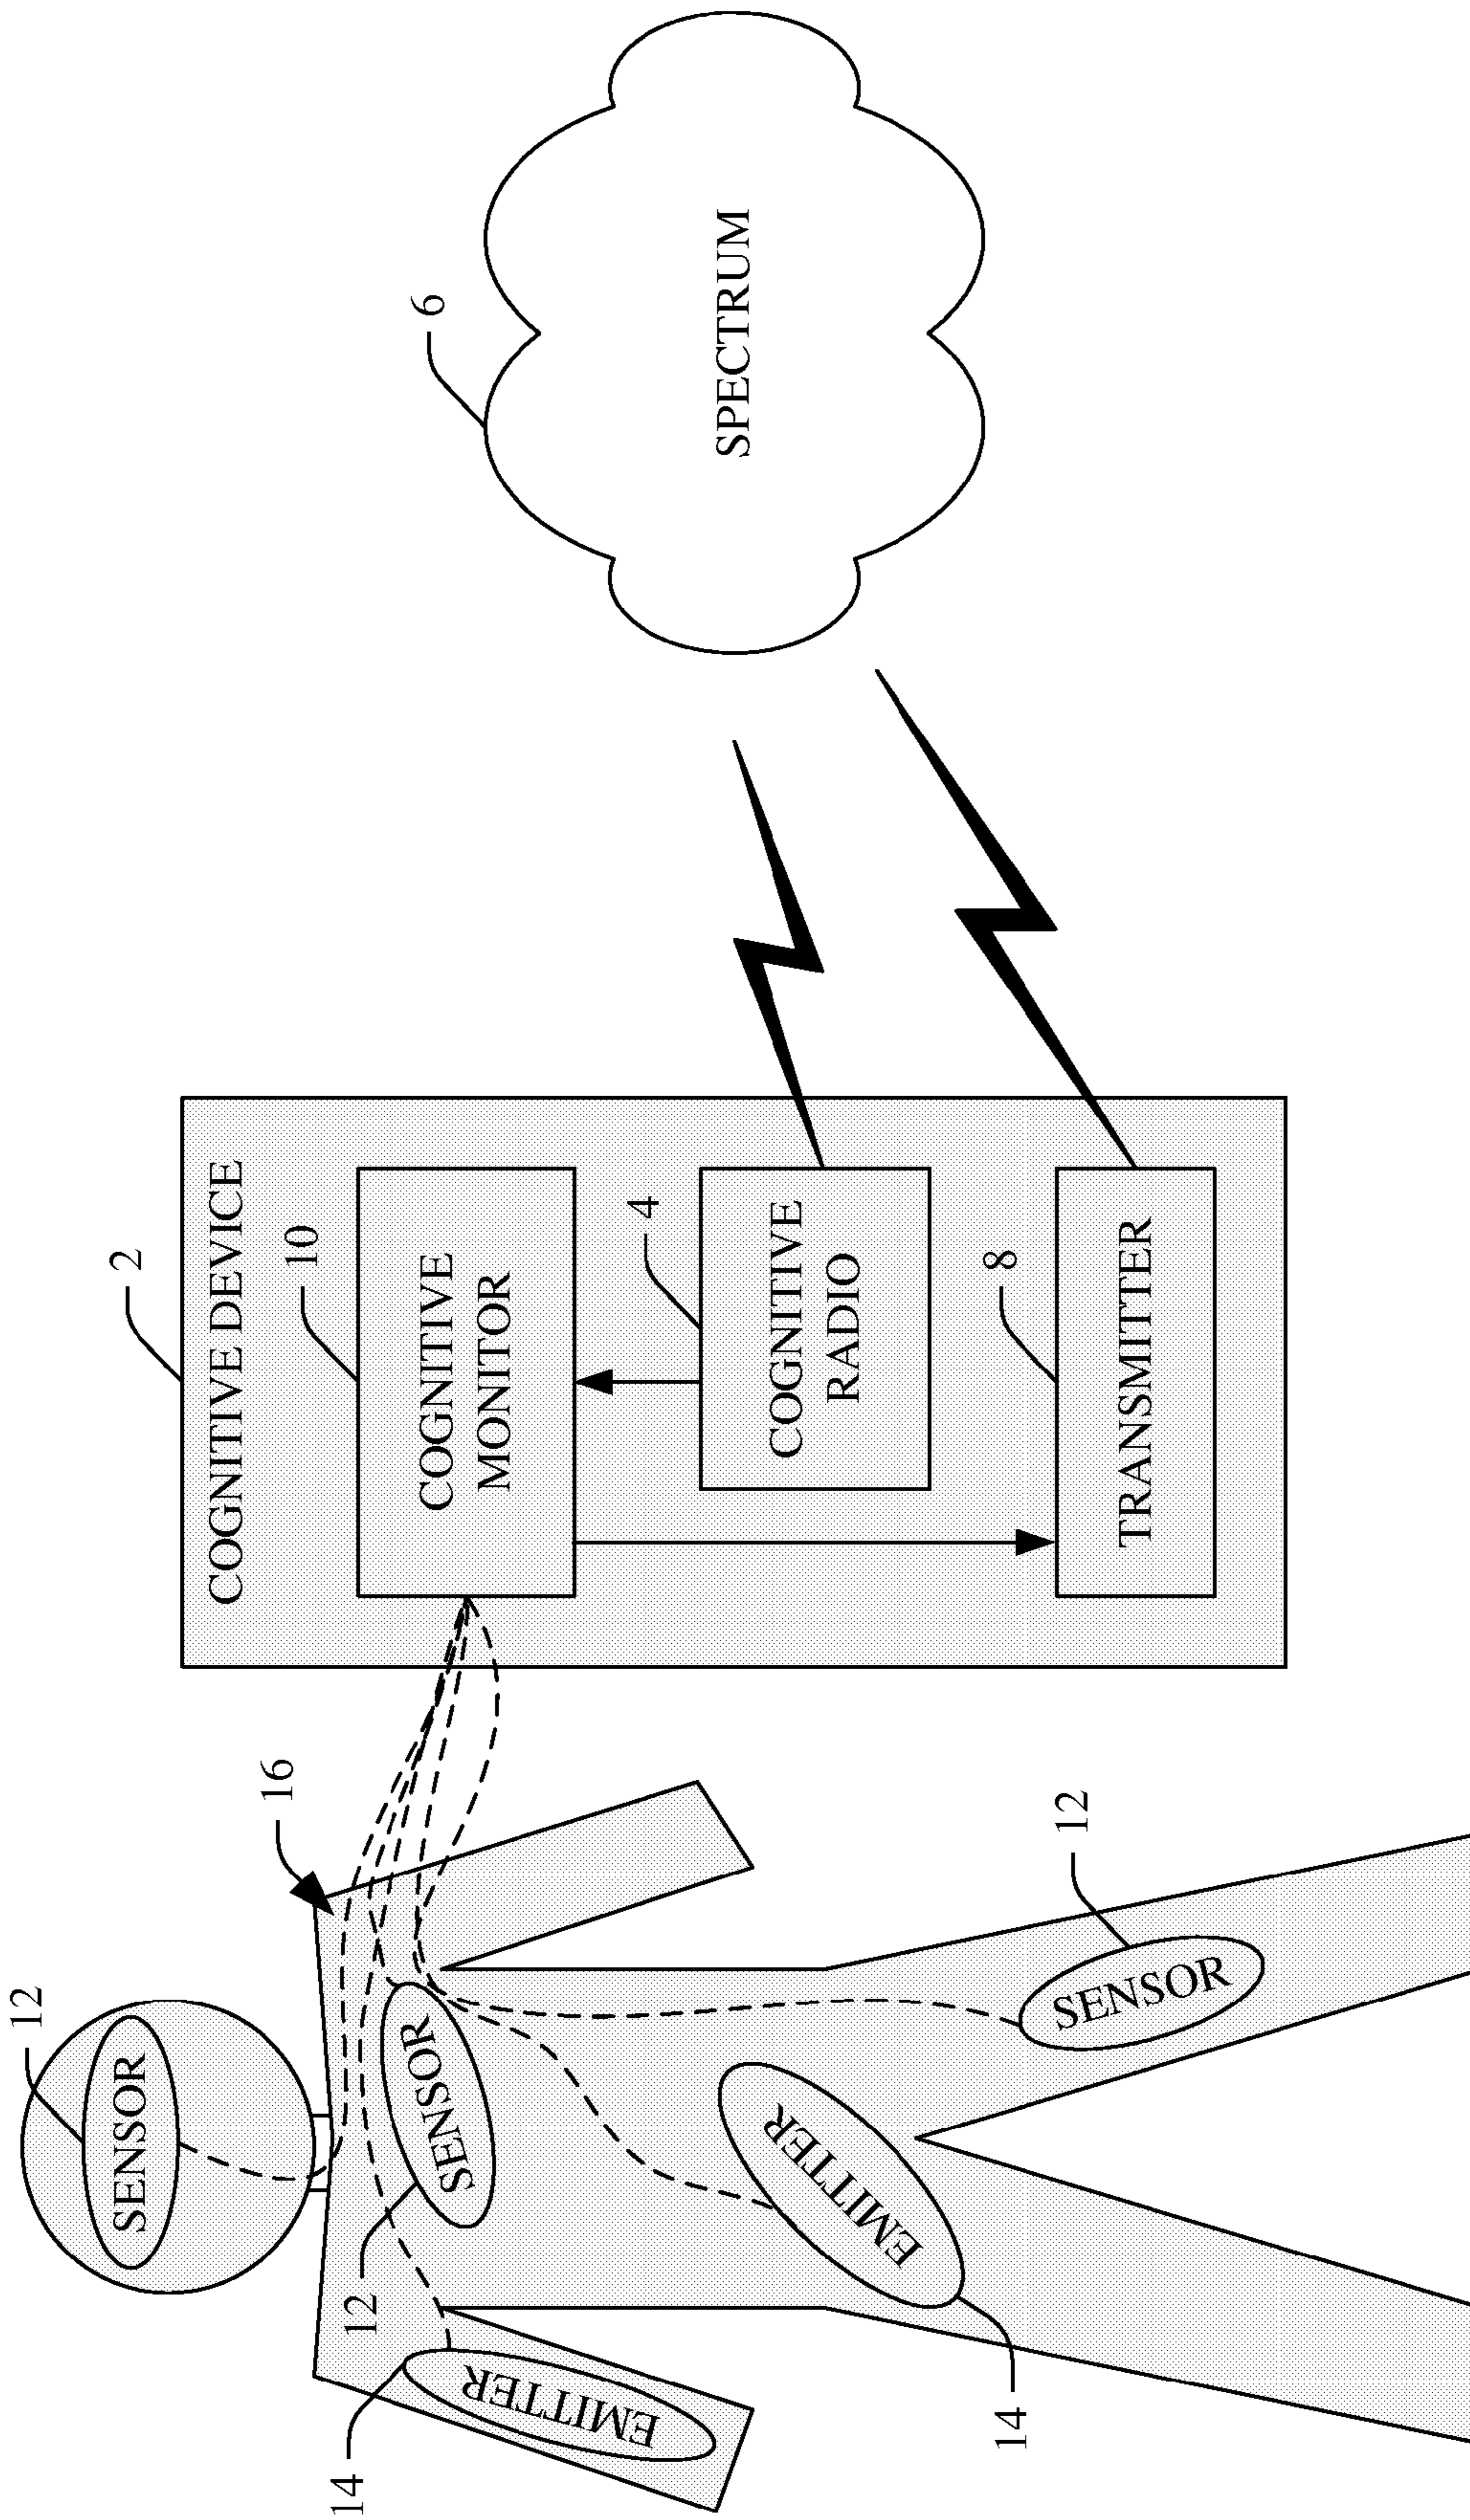 12
SENSOR
16
12
SENSOR
14
EMITTER
EMITTER
14
12
SENSOR
2
COGNITIVE DEVICE
10
COGNITIVE
MONITOR
4
COGNITIVE
RADIO
8
TRANSMITTER
6
SPECTRUM